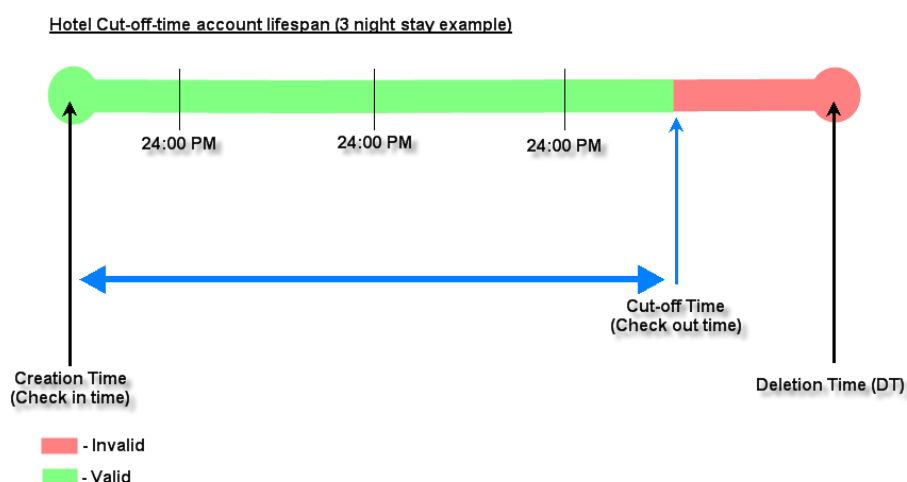 Hotel Cut-off-time account lifespan (3 night stay example)
24:00 PM
24:00 PM
24:00 PM
Cut-off Time
(Check out time)
Creation Time
(Check in time)
Deletion Time (DT)
- Invalid
- Valid